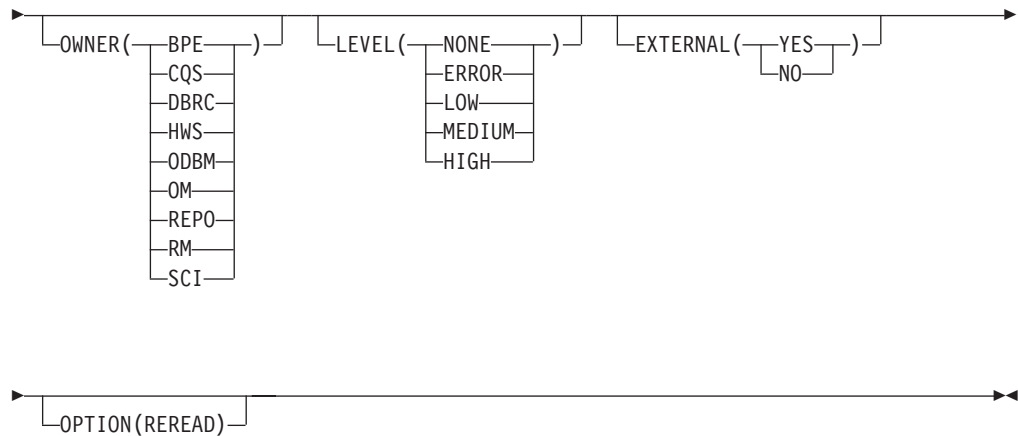 OWNER( BPE ) LEVEL( NONE ) EXTERNAL( YES )
CQS ERROR NO
DBRC LOW
HWS MEDIUM
ODBM HIGH
OM
REPO
RM
SCI
OPTION(REREAD)